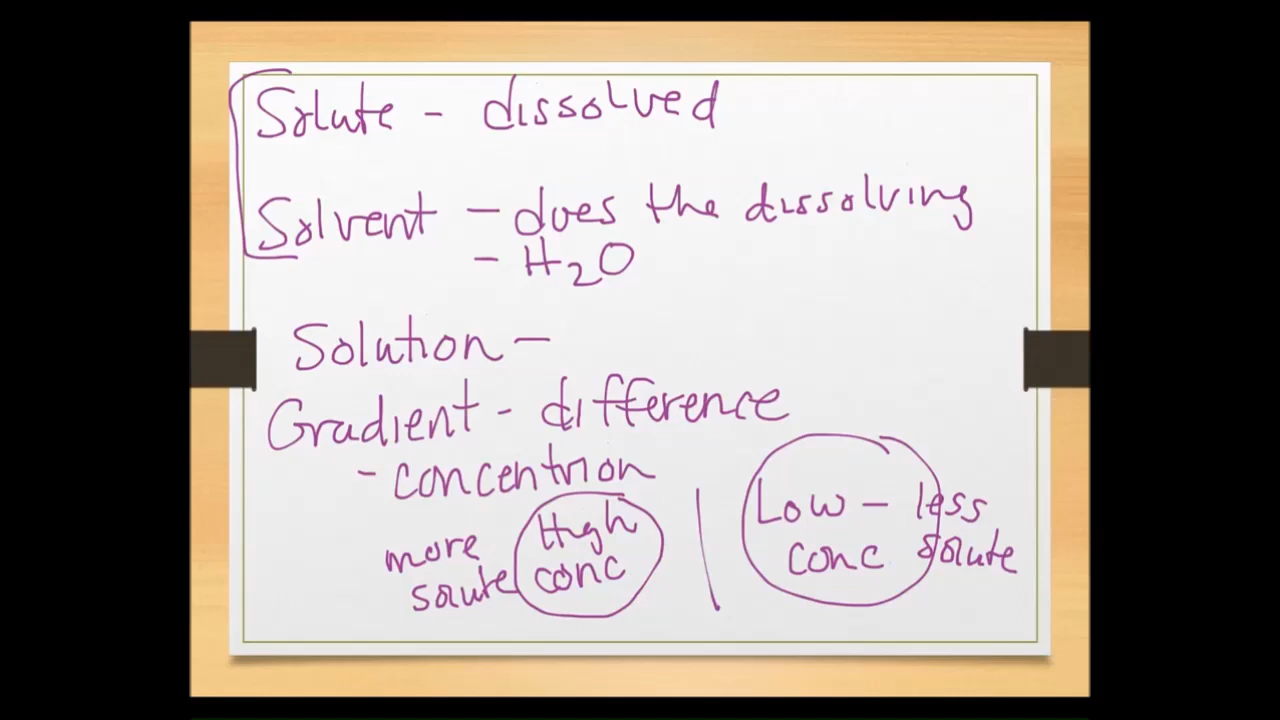 Solute - dissolved
Solvent - does the dissolving
- H₂O
Solution -
Gradient - difference
- concentrion
High conc
more solute
Low conc
- less solute